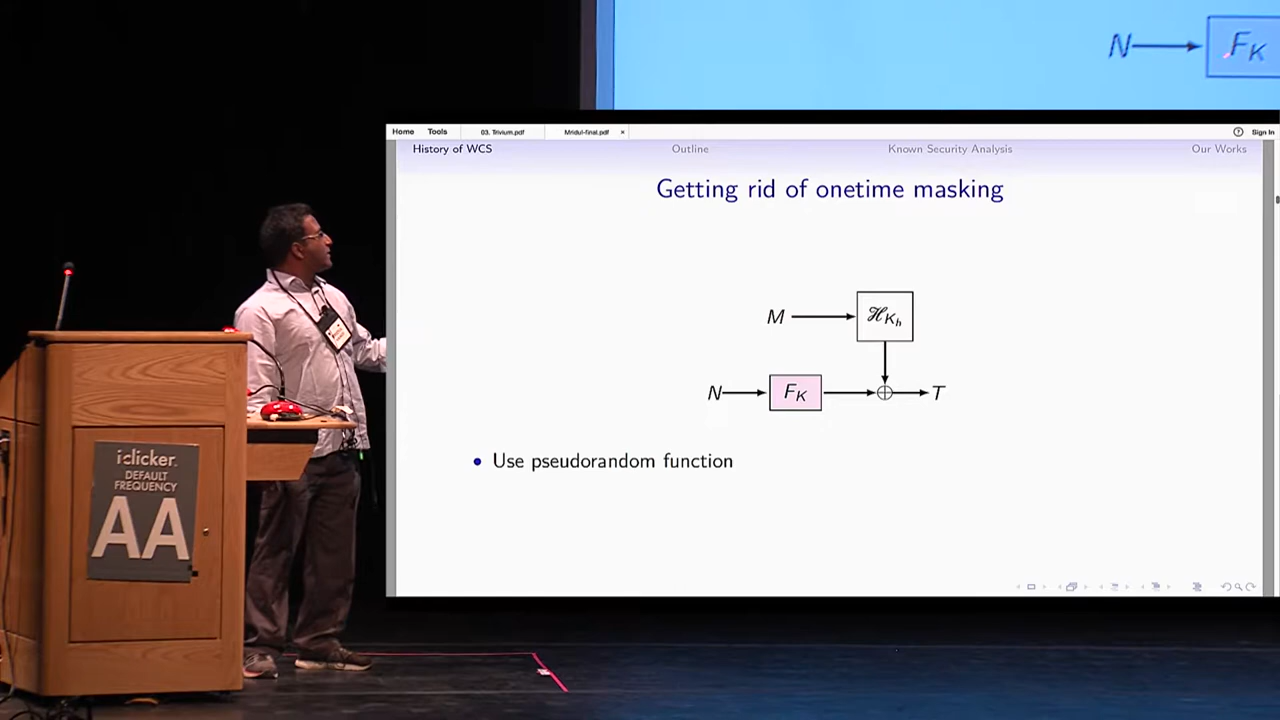 N F_K
Home Tools 03. Trivium.pdf Mridul-final.pdf × ? Sign In
History of WCS Outline Known Security Analysis Our Works
Getting rid of onetime masking
M ℋ_{K_h}
N F_K ⊕ T
• Use pseudorandom function
i>clicker.
DEFAULT
FREQUENCY
AA